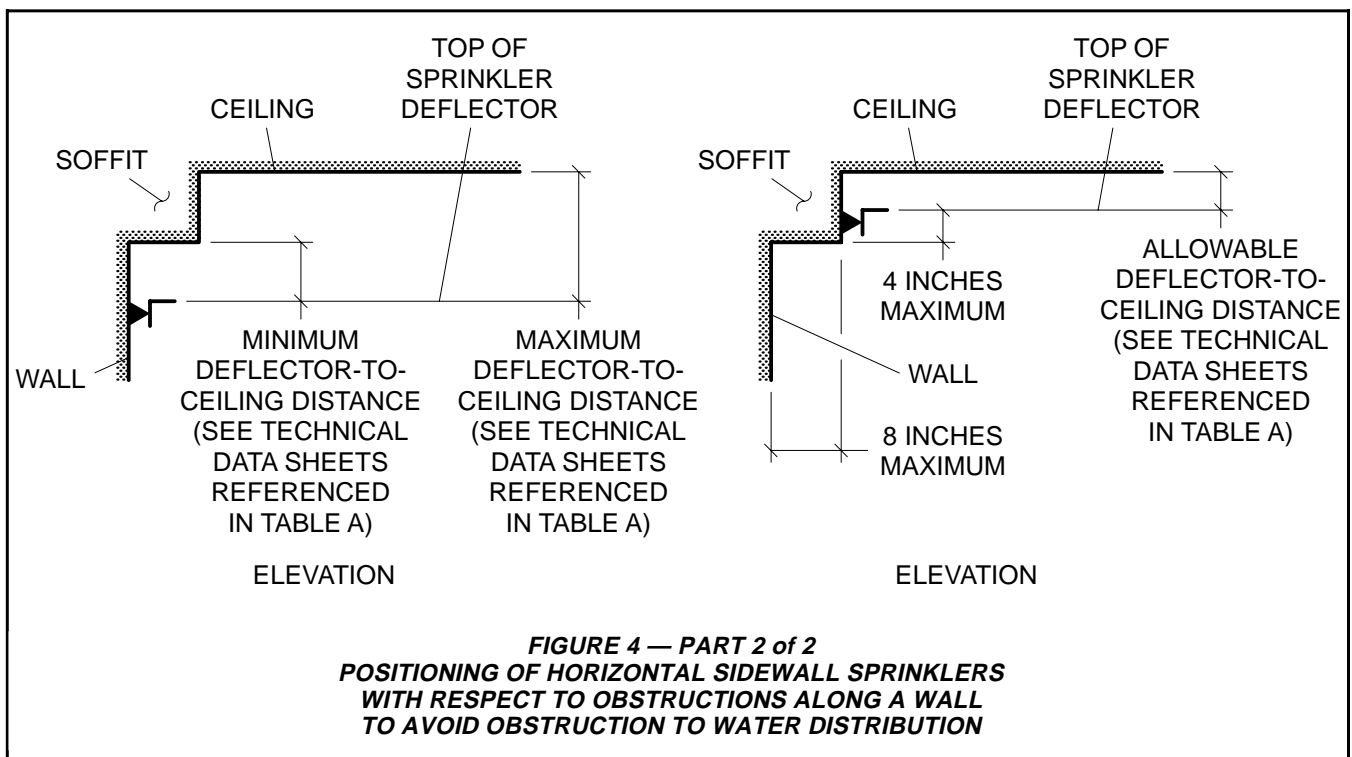 TOP OF
SPRINKLER
DEFLECTOR
CEILING
SOFFIT
WALL
MINIMUM
DEFLECTOR-TO-
CEILING DISTANCE
(SEE TECHNICAL
DATA SHEETS
REFERENCED
IN TABLE A)
MAXIMUM
DEFLECTOR-TO-
CEILING DISTANCE
(SEE TECHNICAL
DATA SHEETS
REFERENCED
IN TABLE A)
ELEVATION
TOP OF
SPRINKLER
DEFLECTOR
CEILING
SOFFIT
4 INCHES
MAXIMUM
ALLOWABLE
DEFLECTOR-TO-
CEILING DISTANCE
(SEE TECHNICAL
DATA SHEETS
REFERENCED
IN TABLE A)
WALL
8 INCHES
MAXIMUM
ELEVATION
FIGURE 4 — PART 2 of 2
POSITIONING OF HORIZONTAL SIDEWALL SPRINKLERS
WITH RESPECT TO OBSTRUCTIONS ALONG A WALL
TO AVOID OBSTRUCTION TO WATER DISTRIBUTION